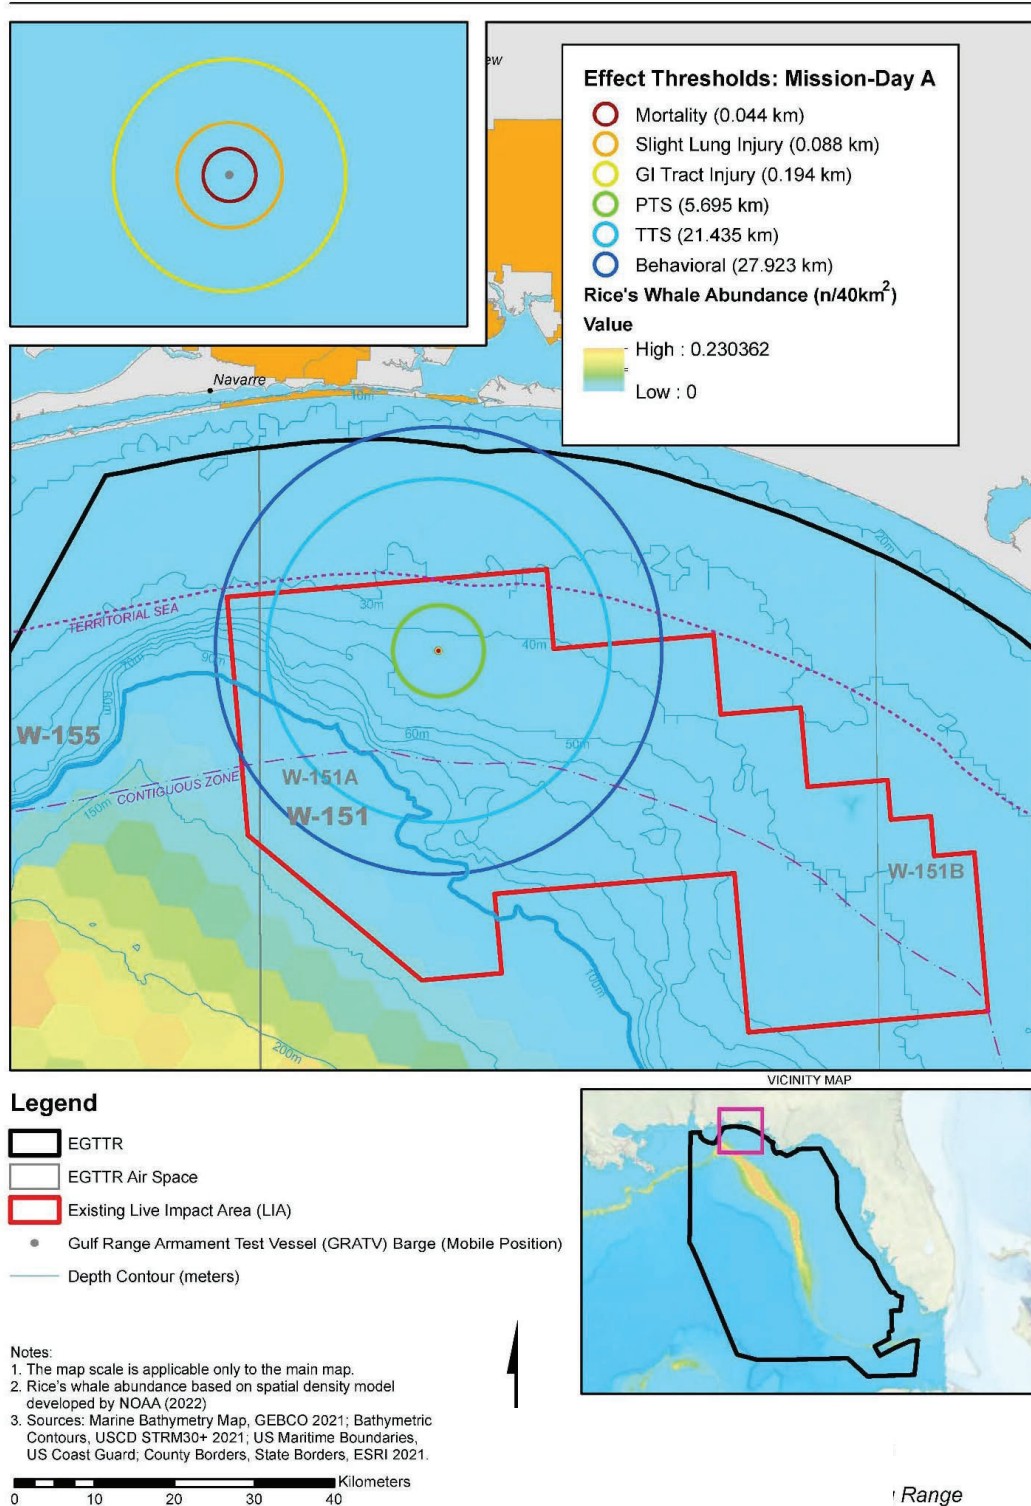 ew
Effect Thresholds: Mission-Day A
Mortality (0.044 km)
Slight Lung Injury (0.088 km)
GI Tract Injury (0.194 km)
PTS (5.695 km)
TTS (21.435 km)
Behavioral (27.923 km)
Rice's Whale Abundance (n/40km²)
Value
High : 0.230362
Low : 0
Navarre
10m
20m
30m
TERRITORIAL SEA
40m
70m
90m
80m
W-155
60m
50m
CONTIGUOUS ZONE
W-151A
150m
W-151
W-151B
100m
200m
VICINITY MAP
Legend
EGTTR
EGTTR Air Space
Existing Live Impact Area (LIA)
Gulf Range Armament Test Vessel (GRATV) Barge (Mobile Position)
Depth Contour (meters)
Notes:
1. The map scale is applicable only to the main map.
2. Rice's whale abundance based on spatial density model
developed by NOAA (2022)
3. Sources: Marine Bathymetry Map, GEBCO 2021; Bathymetric
Contours, USCD STRM30+ 2021; US Maritime Boundaries,
US Coast Guard; County Borders, State Borders, ESRI 2021.
Kilometers
0 10 20 30 40
Range